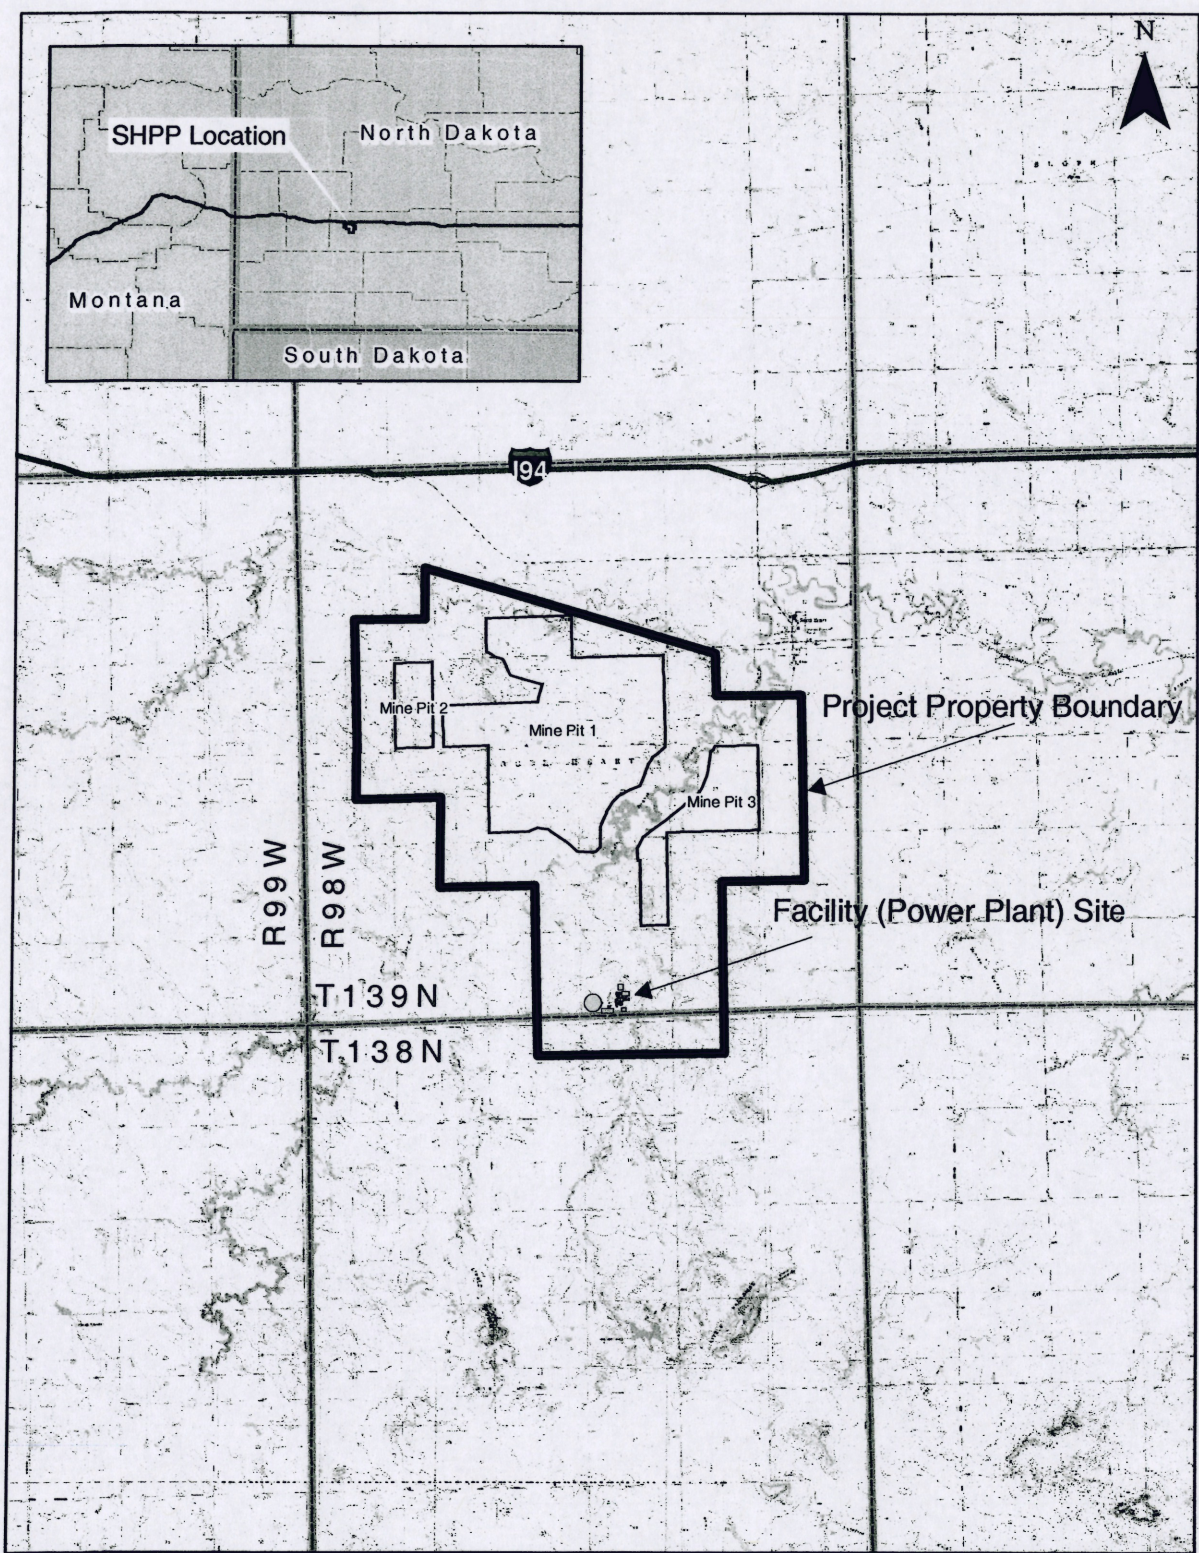 N
SHPP Location
North Dakota
Montana
South Dakota
I94
Mine Pit 2
Mine Pit 1
Project Property Boundary
Mine Pit 3
R99W
R98W
Facility (Power Plant) Site
T139N
T138N